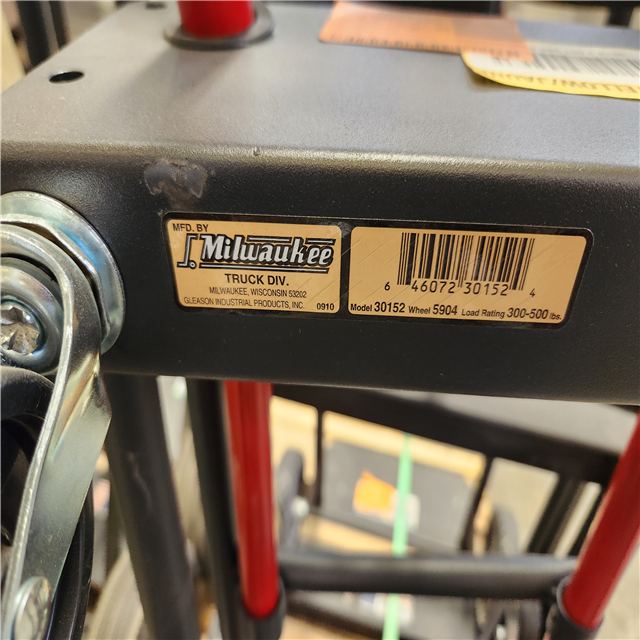 MFD. BY
Milwaukee
TRUCK DIV.
MILWAUKEE, WISCONSIN 53202
GLEASON INDUSTRIAL PRODUCTS, INC. 0910
6 46072 30152 4
Model 30152 Wheel 5904 Load Rating 300-500 lbs.